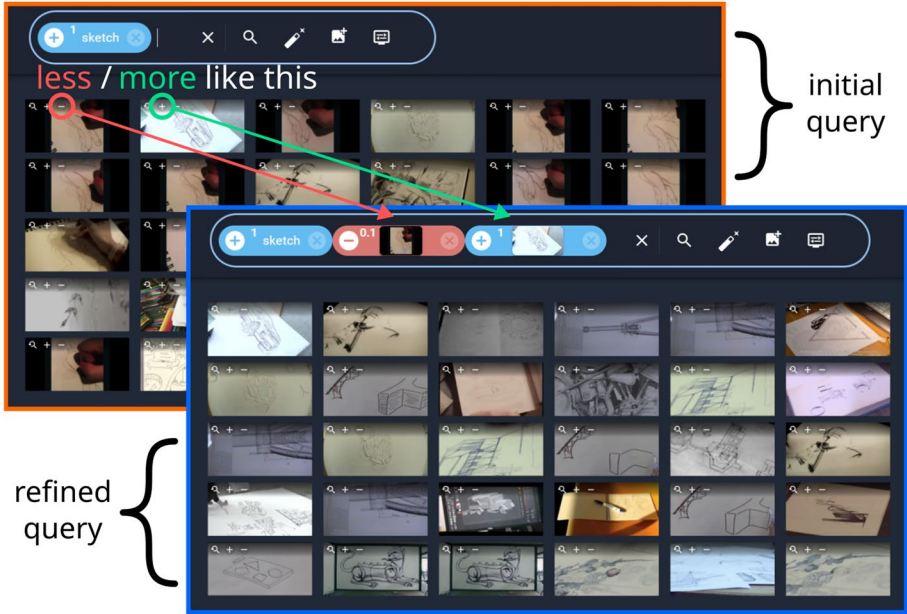 1 sketch
less / more like this
initial
query
1 sketch 0.1 1
refined
query